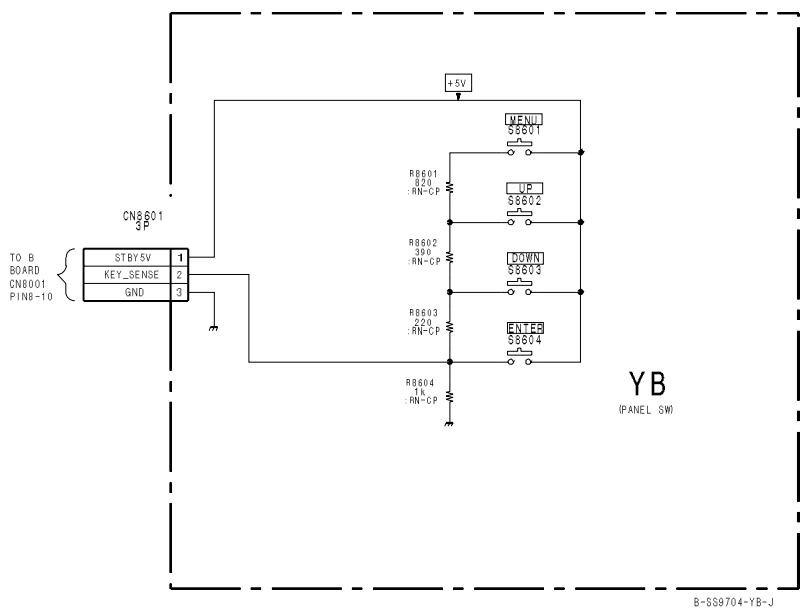 +5V
MENU
S8601
R8601
820
:RN-CP
UP
S8602
CN8601
3P
R8602
390
:RN-CP
TO B
BOARD
CN8001
PIN8-10
STBY5V 1
KEY_SENSE 2
GND 3
DOWN
S8603
R8603
220
:RN-CP
ENTER
S8604
R8604
1k
:RN-CP
YB
(PANEL SW)
B-SS9704-YB-J